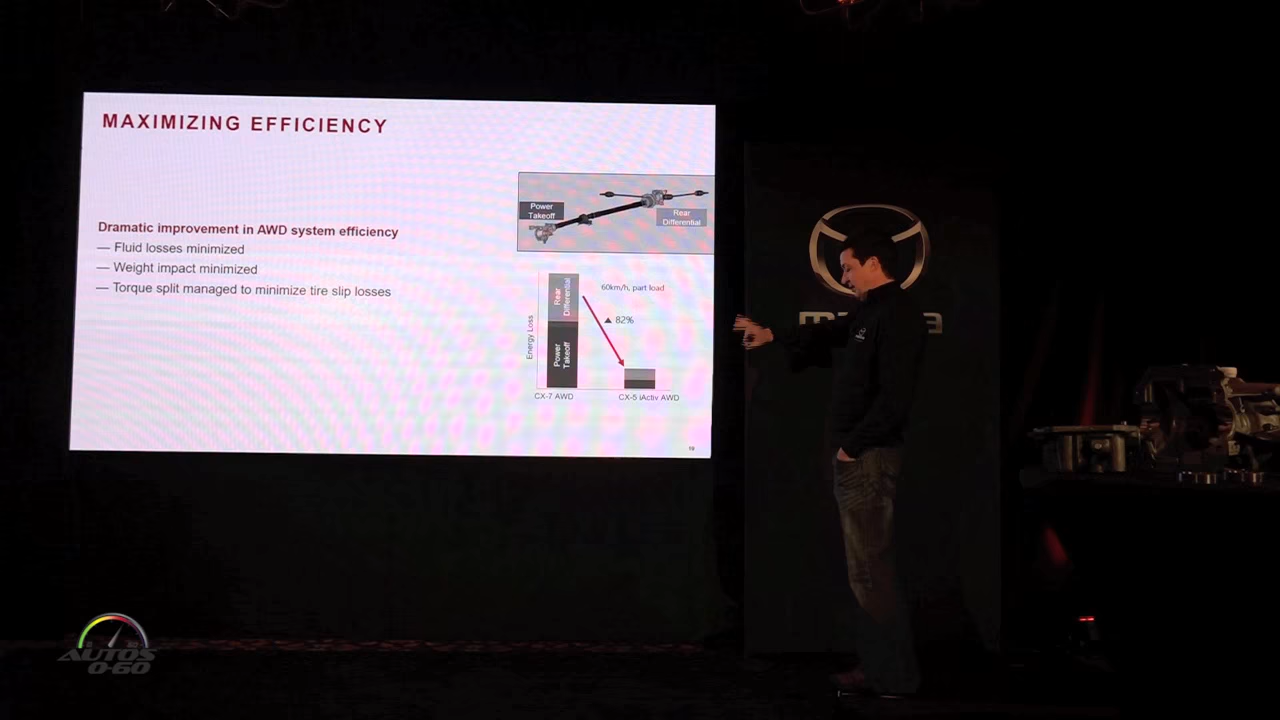 MAXIMIZING EFFICIENCY
Dramatic improvement in AWD system efficiency
— Fluid losses minimized
— Weight impact minimized
— Torque split managed to minimize tire slip losses
Power
Takeoff
Rear
Differential
60km/h, part load
▲ 82%
Energy Loss
Rear
Differential
Power
Takeoff
CX-7 AWD
CX-5 iActiv AWD
19
AUTOS
0-60